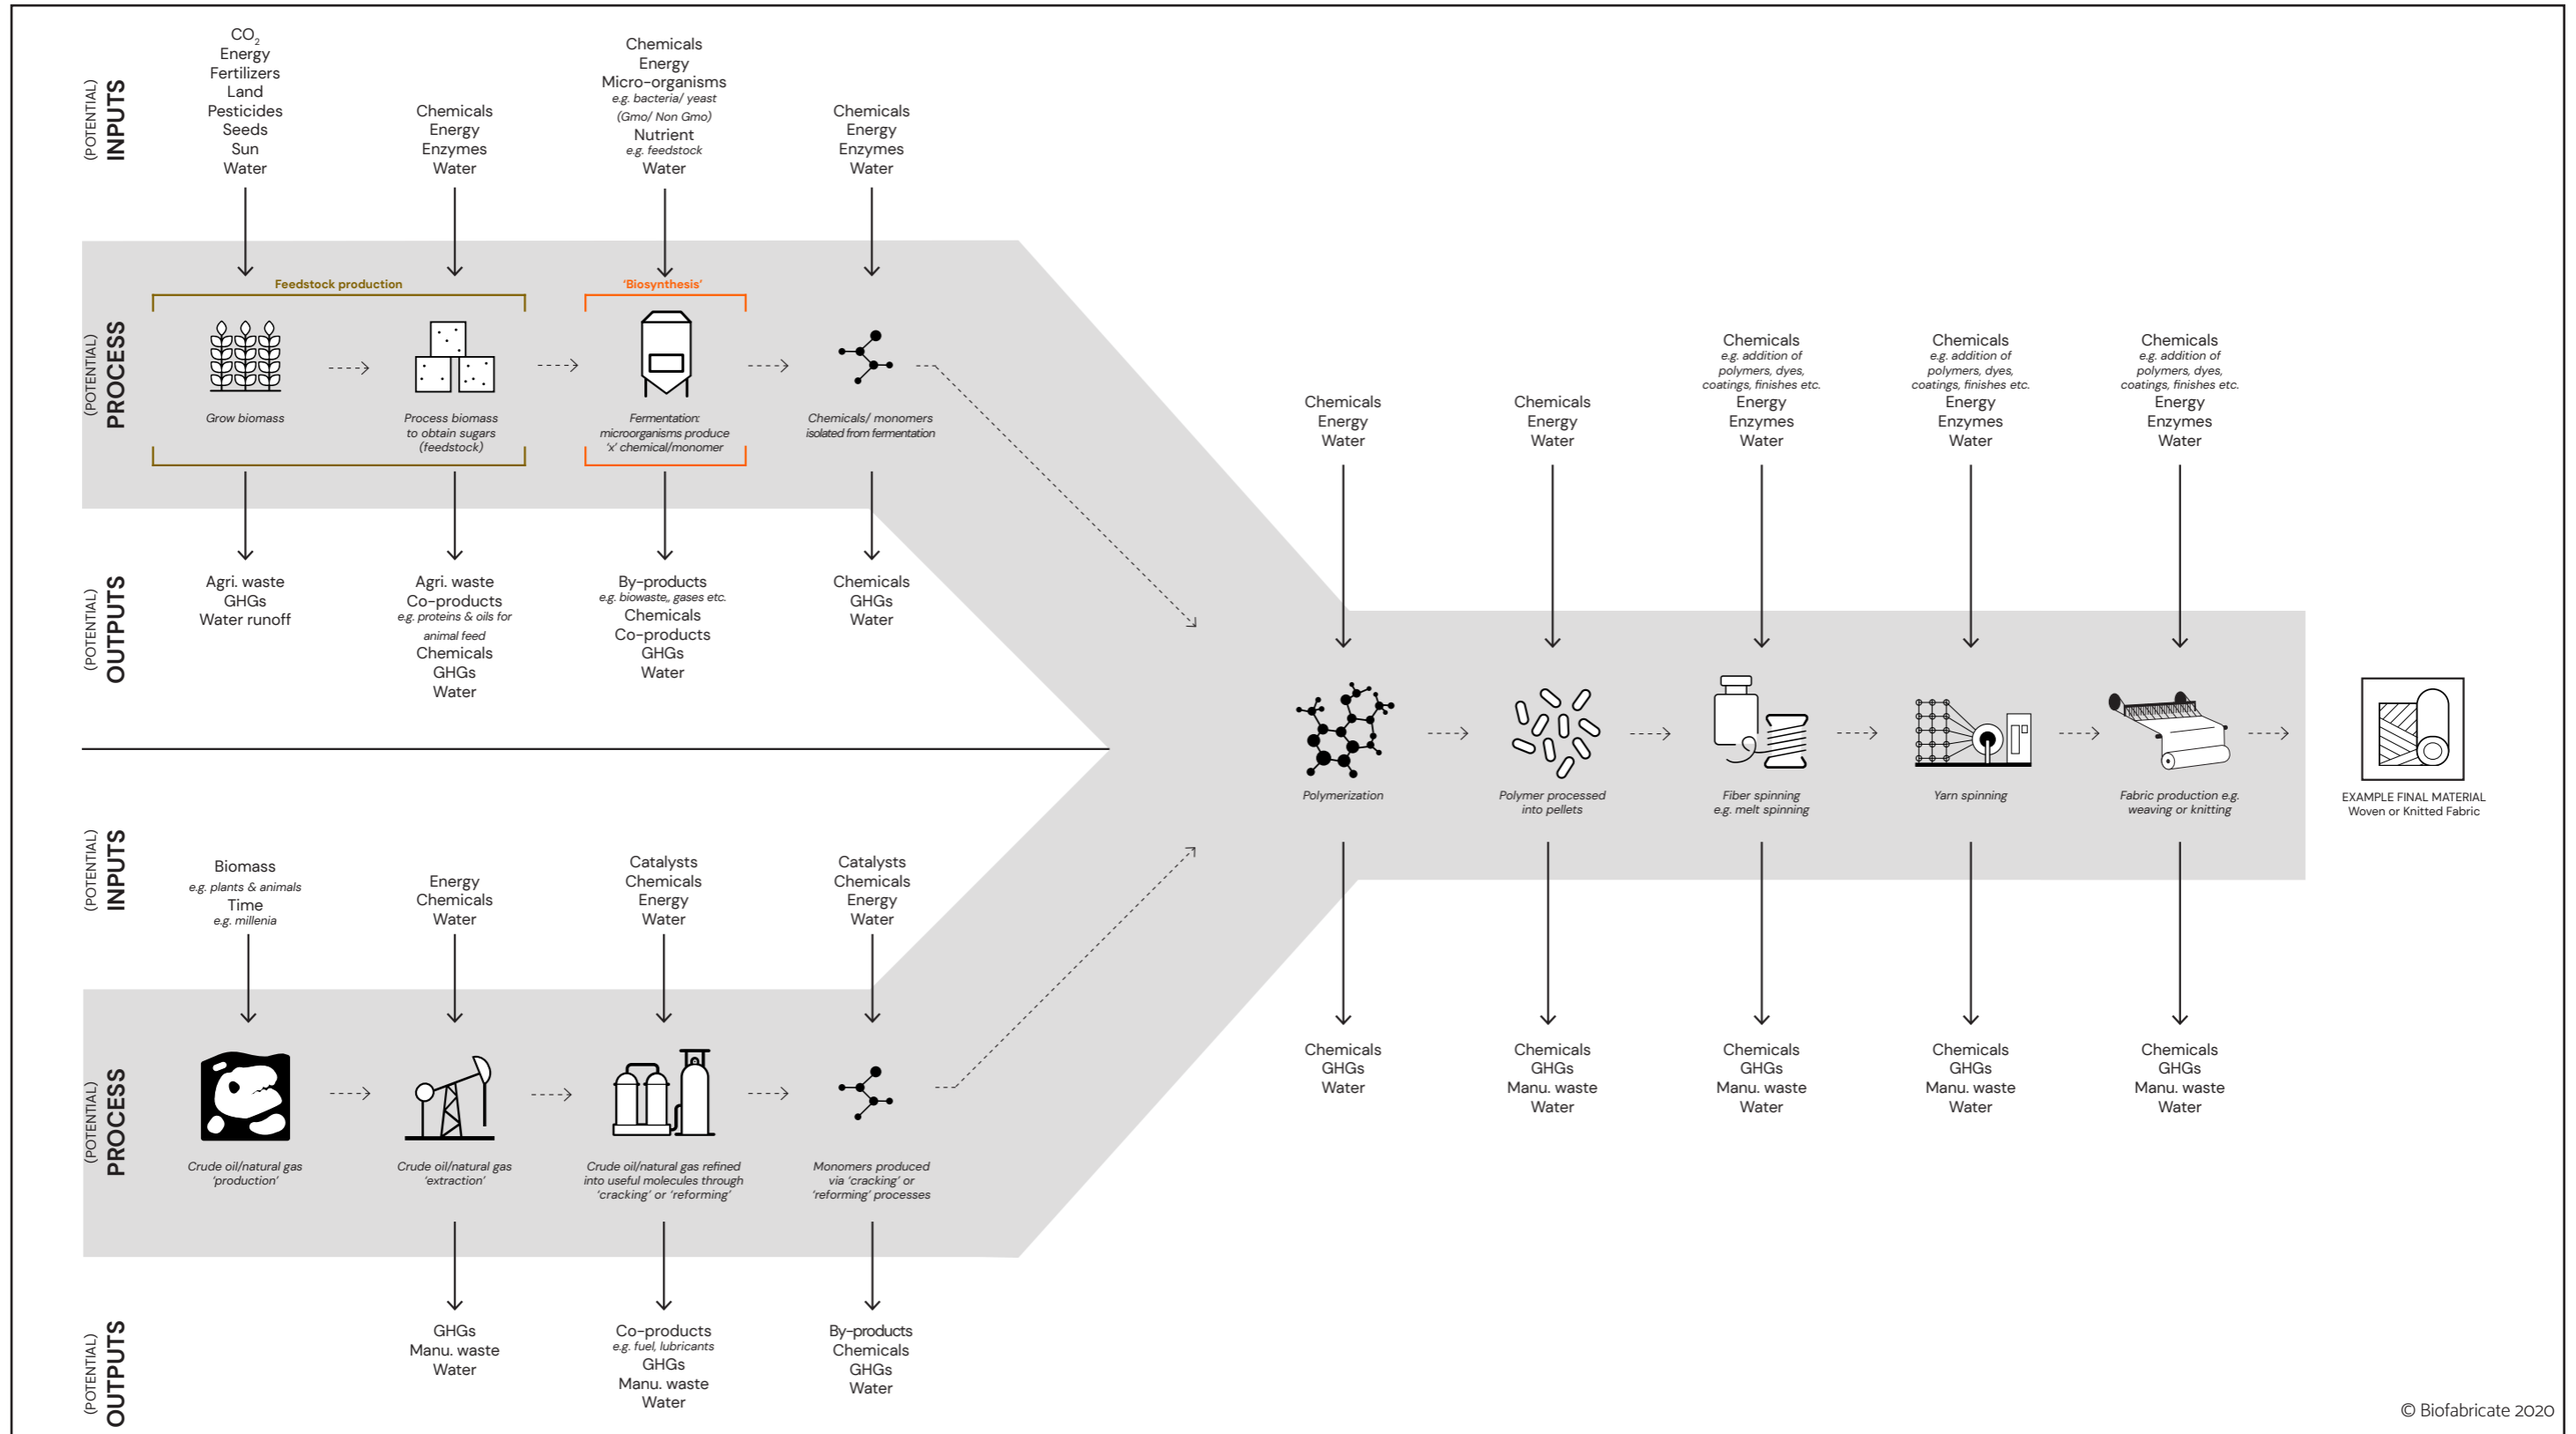 (POTENTIAL)
INPUTS
CO2
Energy
Fertilizers
Land
Pesticides
Seeds
Sun
Water
Chemicals
Energy
Enzymes
Water
Chemicals
Energy
Micro-organisms
e.g. bacteria/ yeast
(Gmo/ Non Gmo)
Nutrient
e.g. feedstock
Water
Chemicals
Energy
Enzymes
Water
(POTENTIAL)
PROCESS
Feedstock production
'Biosynthesis'
Grow biomass
Process biomass
to obtain sugars
(feedstock)
Fermentation:
microorganisms produce
'x' chemical/monomer
Chemicals/ monomers
isolated from fermentation
(POTENTIAL)
OUTPUTS
Agri. waste
GHGs
Water runoff
Agri. waste
Co-products
e.g. proteins & oils for
animal feed
Chemicals
GHGs
Water
By-products
e.g. biowaste,, gases etc.
Chemicals
Co-products
GHGs
Water
Chemicals
GHGs
Water
(POTENTIAL)
INPUTS
Biomass
e.g. plants & animals
Time
e.g. millenia
Energy
Chemicals
Water
Catalysts
Chemicals
Energy
Water
Catalysts
Chemicals
Energy
Water
(POTENTIAL)
PROCESS
Crude oil/natural gas
'production'
Crude oil/natural gas
'extraction'
Crude oil/natural gas refined
into useful molecules through
'cracking' or 'reforming'
Monomers produced
via 'cracking' or
'reforming' processes
(POTENTIAL)
OUTPUTS
GHGs
Manu. waste
Water
Co-products
e.g. fuel, lubricants
GHGs
Manu. waste
Water
By-products
Chemicals
GHGs
Water
Chemicals
Energy
Water
Chemicals
Energy
Water
Chemicals
e.g. addition of
polymers, dyes,
coatings, finishes etc.
Energy
Enzymes
Water
Chemicals
e.g. addition of
polymers, dyes,
coatings, finishes etc.
Energy
Enzymes
Water
Chemicals
e.g. addition of
polymers, dyes,
coatings, finishes etc.
Energy
Enzymes
Water
Polymerization
Polymer processed
into pellets
Fiber spinning
e.g. melt spinning
Yarn spinning
Fabric production e.g.
weaving or knitting
EXAMPLE FINAL MATERIAL
Woven or Knitted Fabric
Chemicals
GHGs
Water
Chemicals
GHGs
Manu. waste
Water
Chemicals
GHGs
Manu. waste
Water
Chemicals
GHGs
Manu. waste
Water
Chemicals
GHGs
Manu. waste
Water
© Biofabricate 2020